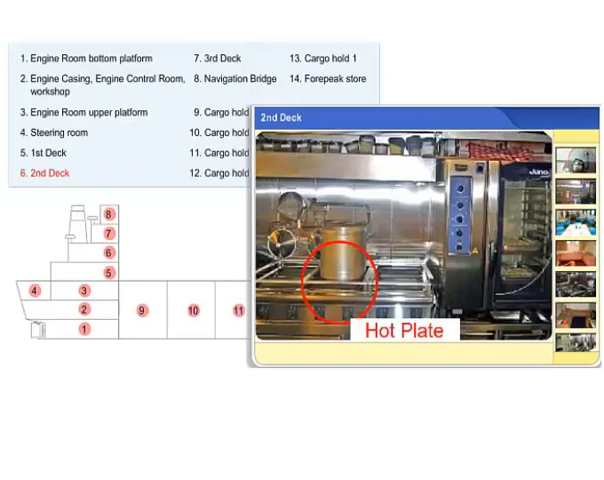 1. Engine Room bottom platform
2. Engine Casing, Engine Control Room,
workshop
3. Engine Room upper platform
4. Steering room
5. 1st Deck
6. 2nd Deck
7. 3rd Deck
8. Navigation Bridge
9. Cargo hold
10. Cargo hold
11. Cargo hold
12. Cargo hold
13. Cargo hold 1
14. Forepeak store
2nd Deck
Juno
Hot Plate
8
7
6
5
4
3
2
1
9
10
11